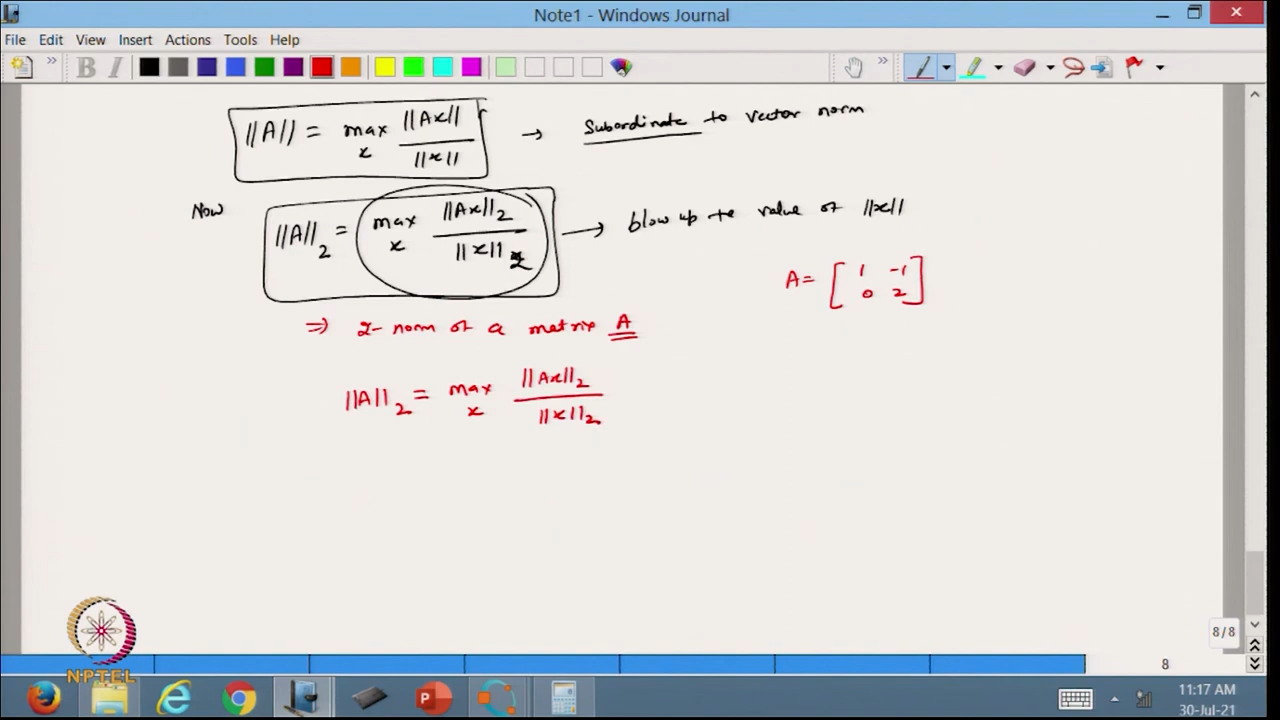 Note1 - Windows Journal
File Edit View Insert Actions Tools Help
||A|| = max x ||Ax|| / ||x|| → Subordinate to vector norm
Now ||A||2 = max x ||Ax||2 / ||x||2 → blow up the value of ||x||
A = [ 1 -1
0 2 ]
⇒ 2-norm of a matrix A
||A||2 = max x ||Ax||2 / ||x||2
8/8
NPTEL
8
11:17 AM
30-Jul-21